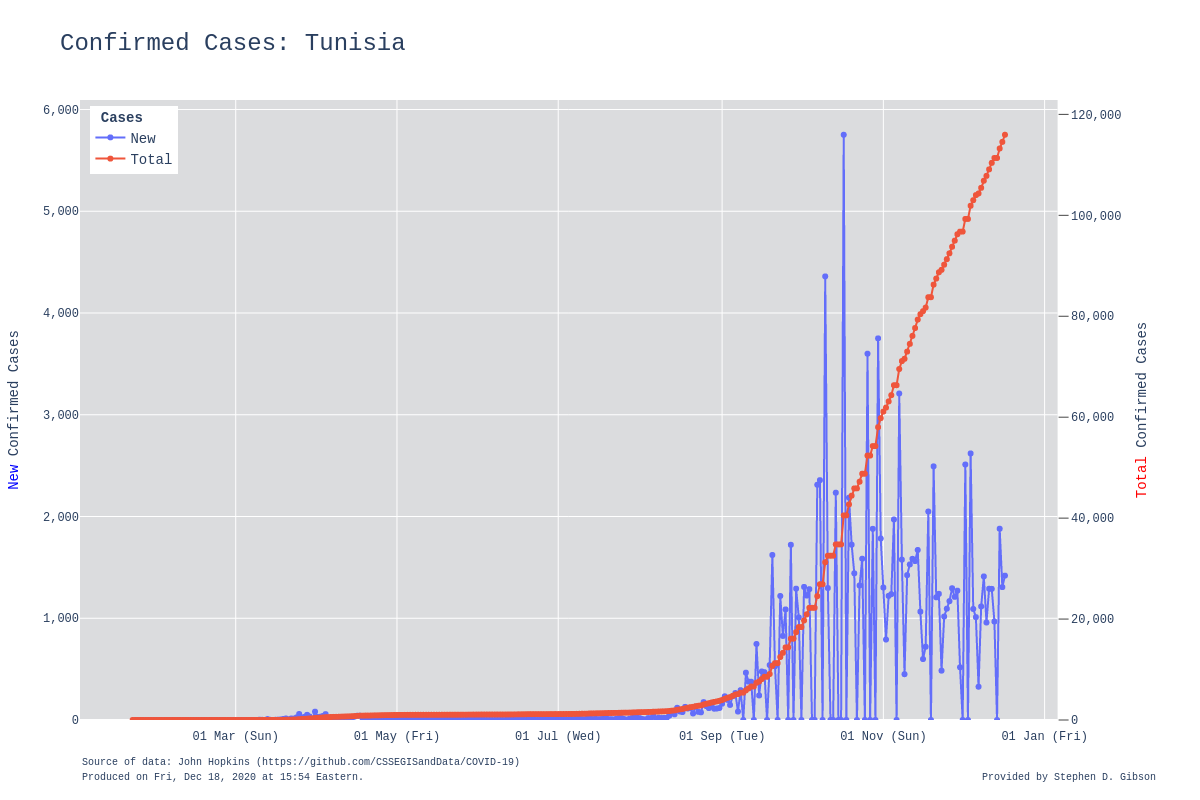 Confirmed Cases: Tunisia
Cases
New
Total
6,000
5,000
4,000
3,000
2,000
1,000
0
120,000
100,000
80,000
60,000
40,000
20,000
0
New Confirmed Cases
Total Confirmed Cases
01 Mar (Sun)
01 May (Fri)
01 Jul (Wed)
01 Sep (Tue)
01 Nov (Sun)
01 Jan (Fri)
Source of data: John Hopkins (https://github.com/CSSEGISandData/COVID-19)
Produced on Fri, Dec 18, 2020 at 15:54 Eastern.
Provided by Stephen D. Gibson